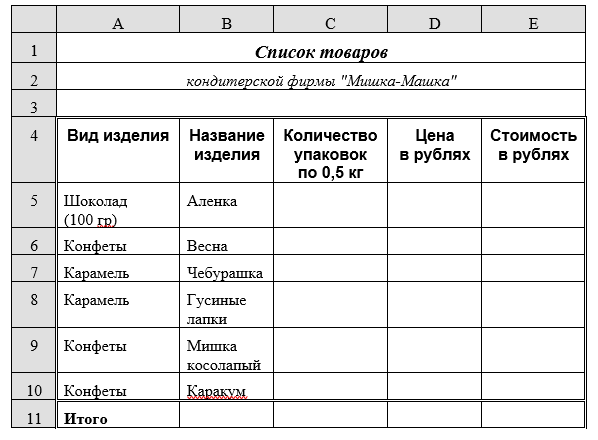 A B C D E
1 Список товаров
2 кондитерской фирмы "Мишка-Машка"
3
4 Вид изделия Название изделия Количество упаковок по 0,5 кг Цена в рублях Стоимость в рублях
5 Шоколад (100 гр) Аленка
6 Конфеты Весна
7 Карамель Чебурашка
8 Карамель Гусиные лапки
9 Конфеты Мишка косолапый
10 Конфеты Каракум
11 Итого